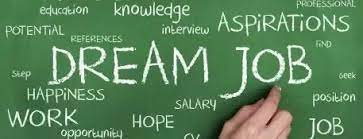 education
knowledge
PROFESSIONAL
ASPIRATIONS
POTENTIAL
interview
REFERENCES
FIND
DREAM JOB
step
seek
HAPPINESS
SALARY
position
WORK
HOPE
JOB
opportunity